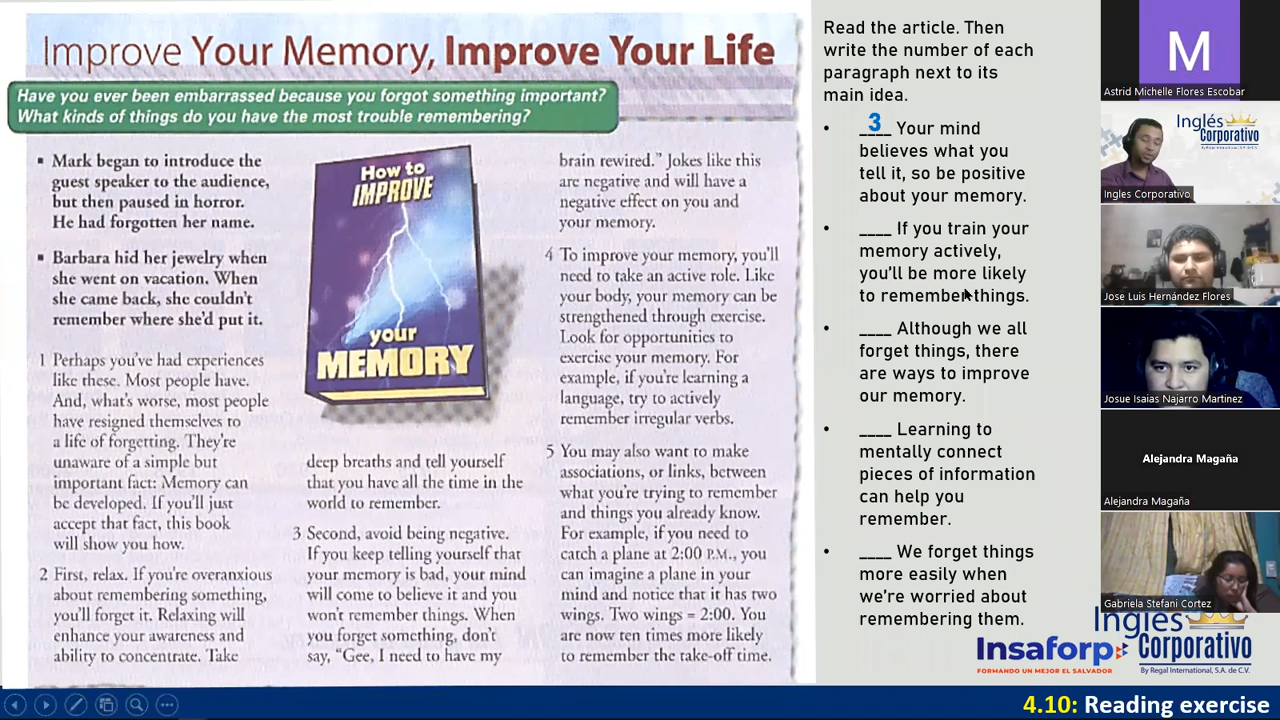 Improve Your Memory, Improve Your Life
Have you ever been embarrassed because you forgot something important?
What kinds of things do you have the most trouble remembering?
▪ Mark began to introduce the
guest speaker to the audience,
but then paused in horror.
He had forgotten her name.
▪ Barbara hid her jewelry when
she went on vacation. When
she came back, she couldn't
remember where she'd put it.
1 Perhaps you've had experiences
like these. Most people have.
And, what's worse, most people
have resigned themselves to
a life of forgetting. They're
unaware of a simple but
important fact: Memory can
be developed. If you'll just
accept that fact, this book
will show you how.
2 First, relax. If you're overanxious
about remembering something,
you'll forget it. Relaxing will
enhance your awareness and
ability to concentrate. Take
How to
IMPROVE
your
MEMORY
deep breaths and tell yourself
that you have all the time in the
world to remember.
3 Second, avoid being negative.
If you keep telling yourself that
your memory is bad, your mind
will come to believe it and you
won't remember things. When
you forget something, don't
say, "Gee, I need to have my
brain rewired." Jokes like this
are negative and will have a
negative effect on you and
your memory.
4 To improve your memory, you'll
need to take an active role. Like
your body, your memory can be
strengthened through exercise.
Look for opportunities to
exercise your memory. For
example, if you're learning a
language, try to actively
remember irregular verbs.
5 You may also want to make
associations, or links, between
what you're trying to remember
and things you already know.
For example, if you need to
catch a plane at 2:00 P.M., you
can imagine a plane in your
mind and notice that it has two
wings. Two wings = 2:00. You
are now ten times more likely
to remember the take-off time.
Read the article. Then
write the number of each
paragraph next to its
main idea.
• 3 Your mind
believes what you
tell it, so be positive
about your memory.
• ____ If you train your
memory actively,
you'll be more likely
to remember things.
• ____ Although we all
forget things, there
are ways to improve
our memory.
• ____ Learning to
mentally connect
pieces of information
can help you
remember.
• ____ We forget things
more easily when
we're worried about
remembering them.
Insaforp
FORMANDO UN MEJOR EL SALVADOR
Inglés
Corporativo
By Regal International, S.A. de C.V.
4.10: Reading exercise
M
Astrid Michelle Flores Escobar
Inglés
Corporativo
By Regal International, S.A. de C.V.
Ingles Corporativo
Jose Luis Hernández Flores
Josue Isaias Najarro Martinez
Alejandra Magaña
Alejandra Magaña
Gabriela Stefani Cortez